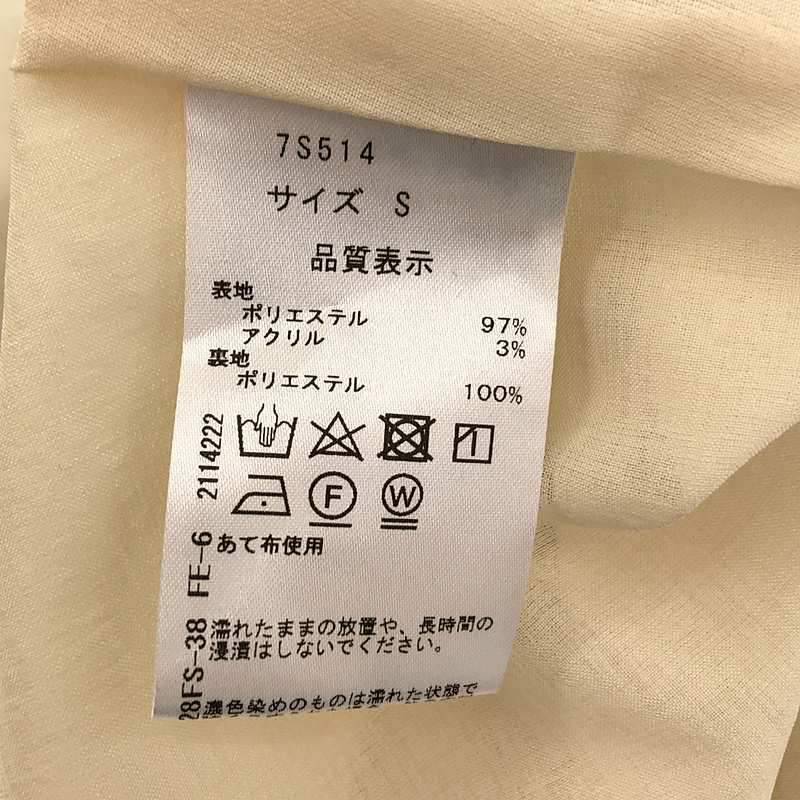 7S514
サイズ S
品質表示
表地
ポリエステル 97%
アクリル 3%
裏地
ポリエステル 100%
1
F W
あて布使用
濡れたままの放置や、長時間の
浸漬はしないでください。
濃色染めのものは濡れた状態で
28FS-38 FE-6 2114222